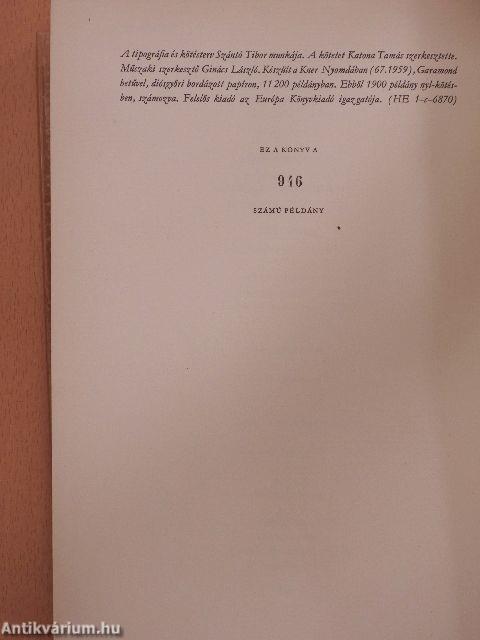 A tipográfia és kötésterv Szántó Tibor munkája. A kötetet Katona Tamás szerkesztette.
Műszaki szerkesztő Ginács László. Készült a Kner Nyomdában (67.1959), Garamond
betűvel, diósgyőri bordázott papíron, 11 200 példányban. Ebből 1900 példány nyl-kötés-
ben, számozva. Felelős kiadó az Európa Könyvkiadó igazgatója. (HE 1-c-6870)
EZ A KÖNYV A
946
SZÁMÚ PÉLDÁNY
Antikvárium.hu